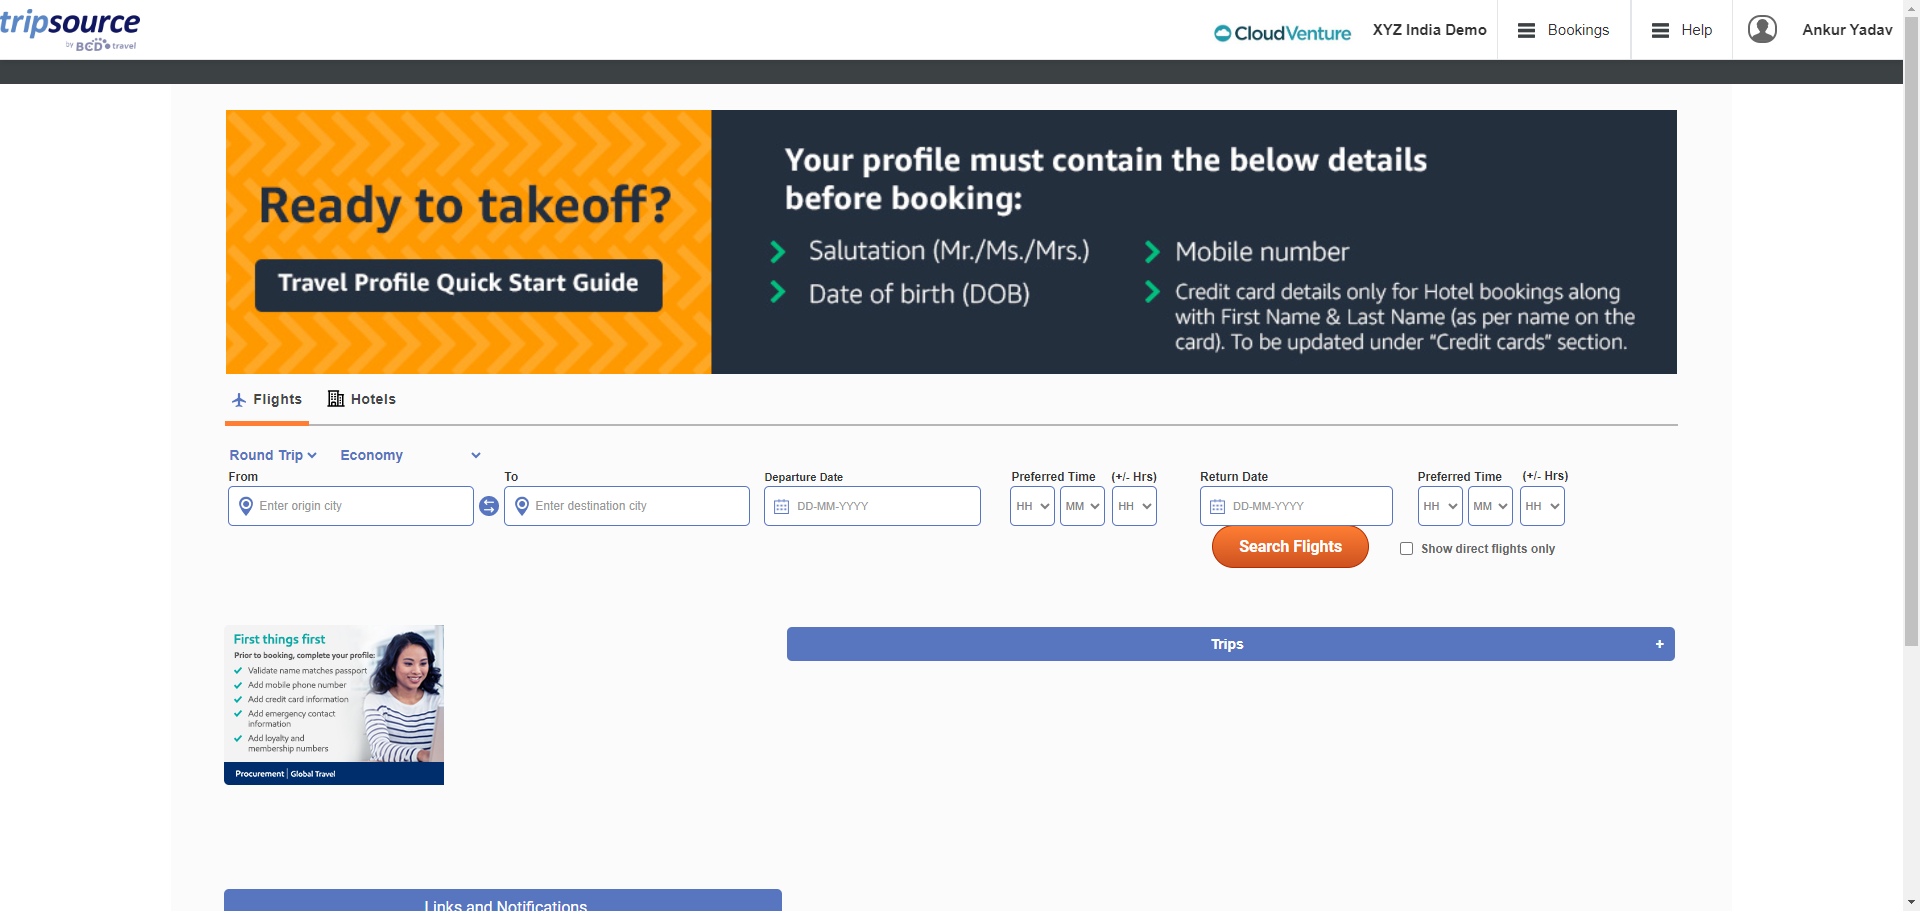 tripsource
by BCD travel
CloudVenture
XYZ India Demo
Bookings
Help
Ankur Yadav
Ready to takeoff?
Travel Profile Quick Start Guide
Your profile must contain the below details
before booking:
Salutation (Mr./Ms./Mrs.)
Date of birth (DOB)
Mobile number
Credit card details only for Hotel bookings along
with First Name & Last Name (as per name on the
card). To be updated under “Credit cards” section.
Flights
Hotels
Round Trip
Economy
From
To
Departure Date
Preferred Time
(+/- Hrs)
Return Date
Preferred Time
(+/- Hrs)
Enter origin city
Enter destination city
DD-MM-YYYY
HH
MM
HH
DD-MM-YYYY
HH
MM
HH
Search Flights
Show direct flights only
First things first
Prior to booking, complete your profile:
Validate name matches passport
Add mobile phone number
Add credit card information
Add emergency contact
information
Add loyalty and
membership numbers
Procurement | Global Travel
Trips
+
Links and Notifications